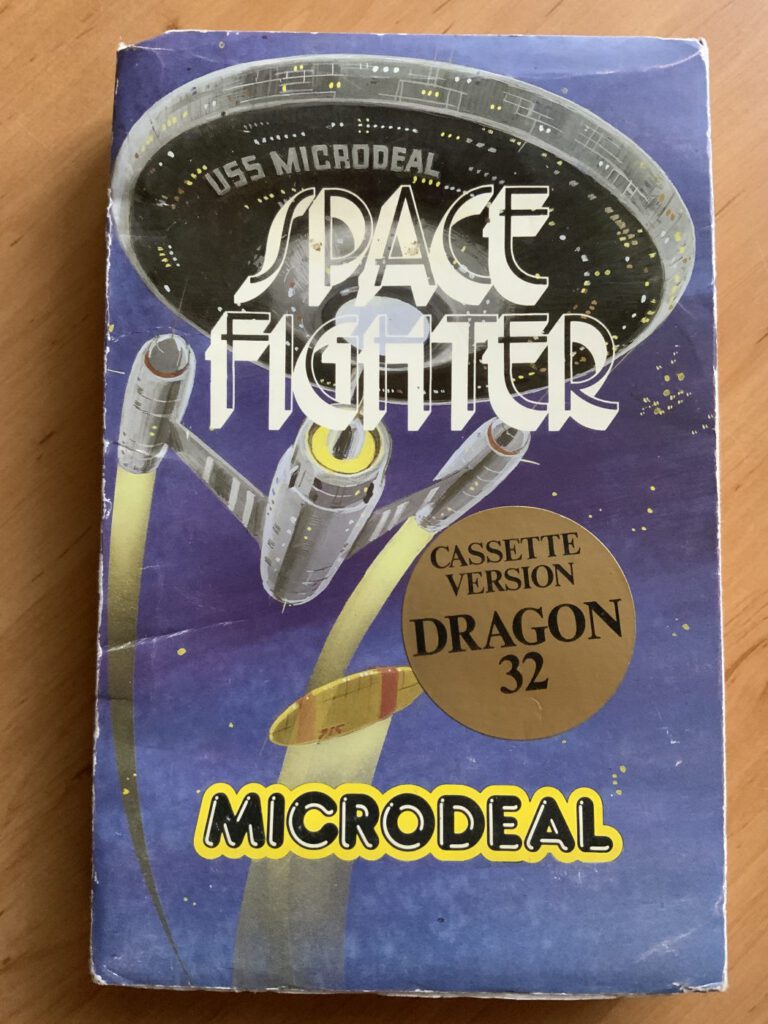 USS MICRODEAL
SPACE
FIGHTER
CASSETTE
VERSION
DRAGON
32
MICRODEAL